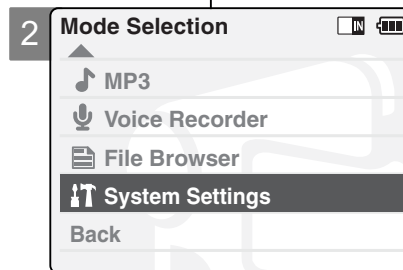 2
Mode Selection IN
MP3
Voice Recorder
File Browser
System Settings
Back